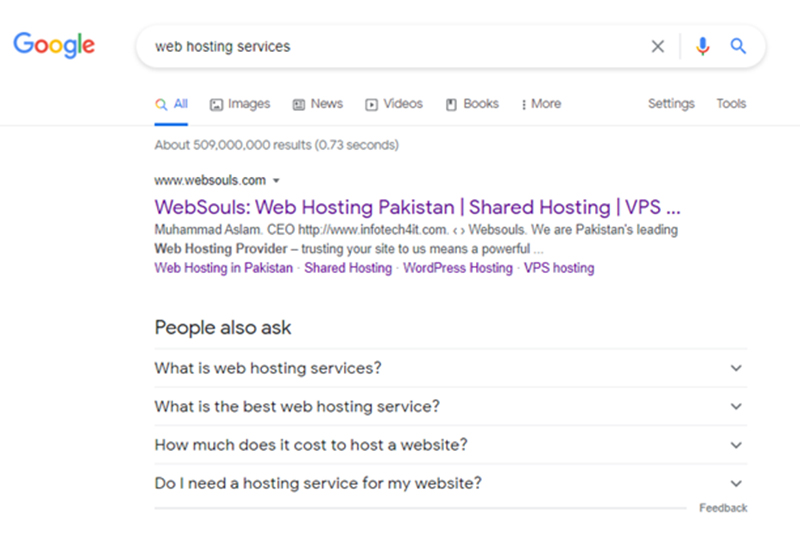 Google
web hosting services
All Images News Videos Books More Settings Tools
About 509,000,000 results (0.73 seconds)
www.websouls.com
WebSouls: Web Hosting Pakistan | Shared Hosting | VPS ...
Muhammad Aslam. CEO http://www.infotech4it.com. ‹ › Websouls. We are Pakistan's leading
Web Hosting Provider – trusting your site to us means a powerful ...
Web Hosting in Pakistan · Shared Hosting · WordPress Hosting · VPS hosting
People also ask
What is web hosting services?
What is the best web hosting service?
How much does it cost to host a website?
Do I need a hosting service for my website?
Feedback